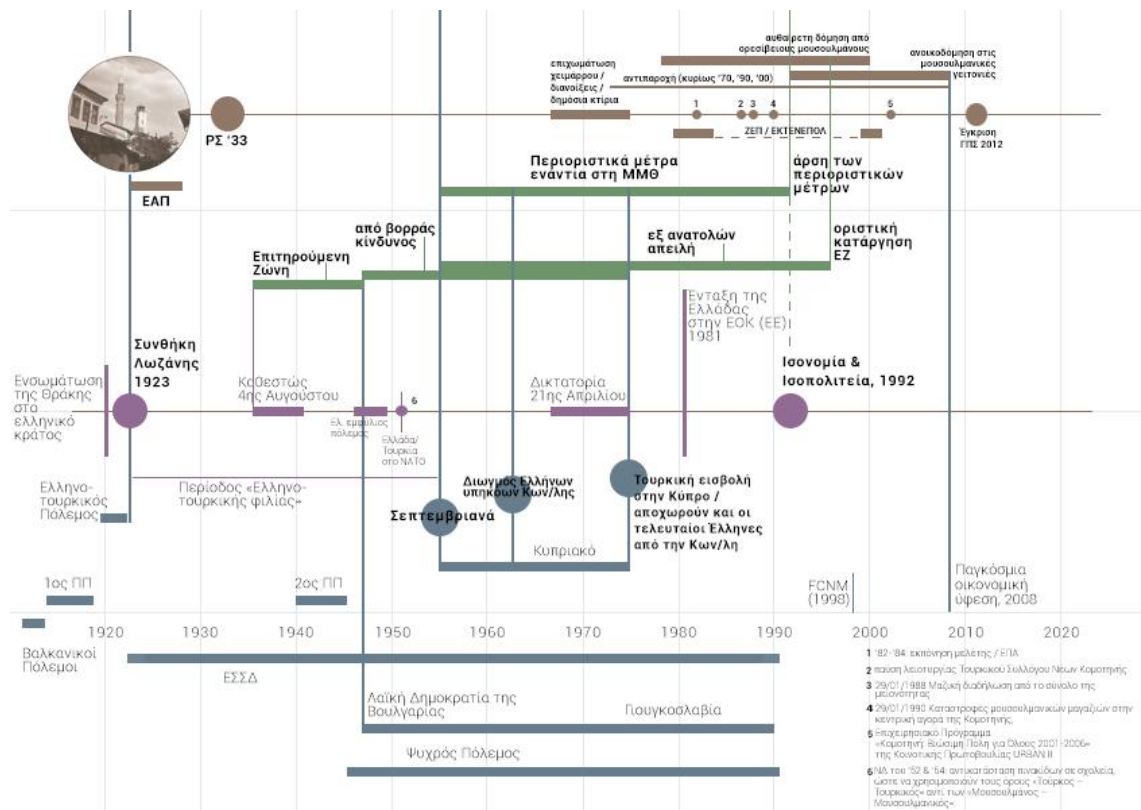 αυθαίρετη δόμηση από
ορεσίβειους μουσουλμάνους
ανοικοδόμηση στις
μουσουλμανικές
γειτονιές
επιχωμάτωση
χειμάρρου /
διανοίξεις /
δημόσια κτίρια
αντιπαροχή (κυρίως '70, '90, '00)
1
2
3
4
5
ΡΣ '33
ΖΕΠ / ΕΚΤΕΝΕΠΟΛ
Έγκριση
ΓΠΣ 2012
ΕΑΠ
Περιοριστικά μέτρα
ενάντια στη ΜΜΘ
άρση των
περιοριστικών
μέτρων
από βορράς
κίνδυνος
Επιτηρούμενη
Ζώνη
εξ ανατολών
απειλή
οριστική
κατάργηση
ΕΖ
Ένταξη της
Ελλάδας
στην ΕΟΚ (ΕΕ)
1981
Συνθήκη
Λωζάνης
1923
Ισονομία &
Ισοπολιτεία, 1992
Ενσωμάτωση
της Θράκης
στο
ελληνικό
κράτος
Καθεστώς
4ης Αυγούστου
6
Δικτατορία
21ης Απριλίου
Ελ. εμφύλιος
πόλεμος
Ελλάδα/
Τουρκία
στο ΝΑΤΟ
Ελληνο-
τουρκικός
Πόλεμος
Περίοδος «Ελληνο-
τουρκικής φιλίας»
Σεπτεμβριανά
Διωγμός Ελλήνων
υπηκόων Κων/λης
Τουρκική εισβολή
στην Κύπρο /
αποχωρούν και οι
τελευταίοι Έλληνες
από την Κων/λη
Κυπριακό
1ος ΠΠ
2ος ΠΠ
FCNM
(1998)
Παγκόσμια
οικονομική
ύφεση, 2008
1920
1930
1940
1950
1960
1970
1980
1990
2000
2010
2020
Βαλκανικοί
Πόλεμοι
ΕΣΣΔ
Λαϊκή Δημοκρατία της
Βουλγαρίας
Γιουγκοσλαβία
Ψυχρός Πόλεμος
1 '82-'84: εκπόνηση μελέτης / ΕΠΑ
2 παύση λειτουργίας Τουρκικού Συλλόγου Νέων Κομοτηνής
3 29/01/1988 Μαζική διαδήλωση από το σύνολο της
μειονότητας
4 29/01/1990 Καταστροφές μουσουλμανικών μαγαζιών στην
κεντρική αγορά της Κομοτηνής,
5 Επιχειρησιακό Πρόγραμμα
«Κομοτηνή: Βιώσιμη Πόλη για Όλους 2001-2006»
της Κοινοτικής Πρωτοβουλίας URBAN II
6 ΝΔ του '52 & '54: αντικατάσταση πινακίδων σε σχολεία,
ώστε να χρησιμοποιούν τους όρους «Τούρκος –
Τουρκικός» αντί των «Μουσουλμάνος –
Μουσουλμανικός».